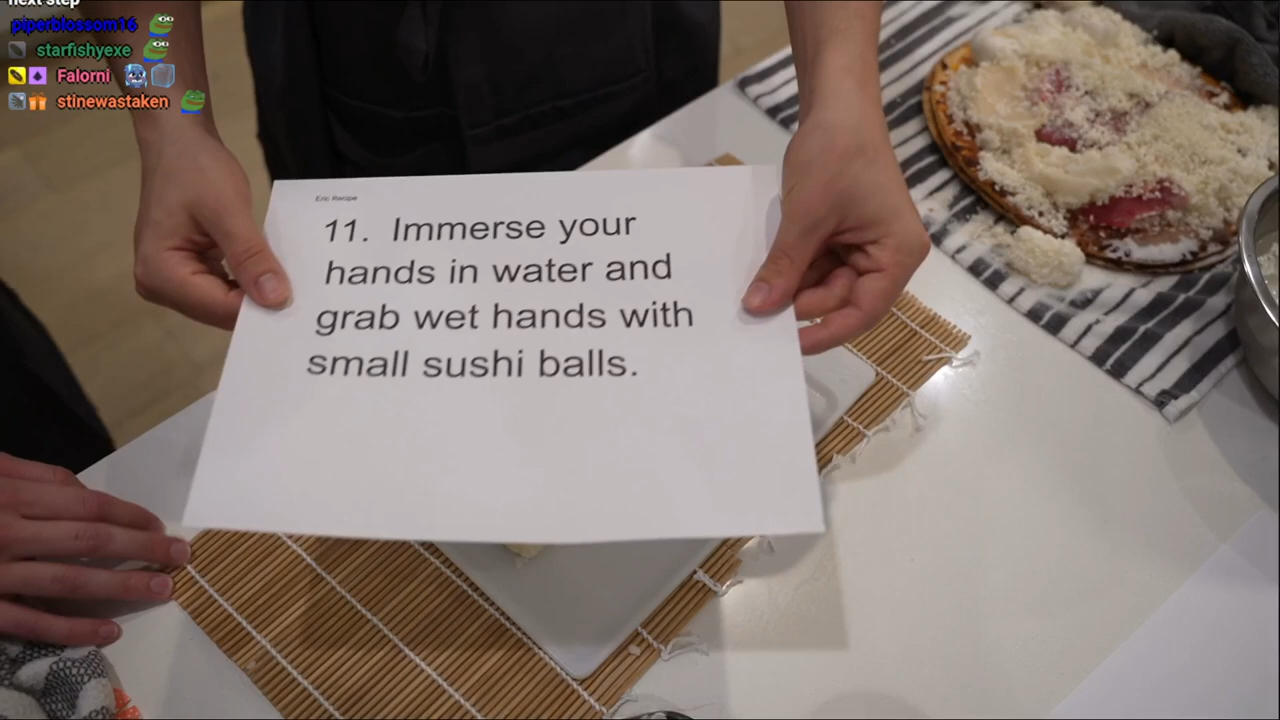 next step
piperblossom16
starfishyexe
Falorni
stinewastaken
Eric Recipe
11. Immerse your
hands in water and
grab wet hands with
small sushi balls.